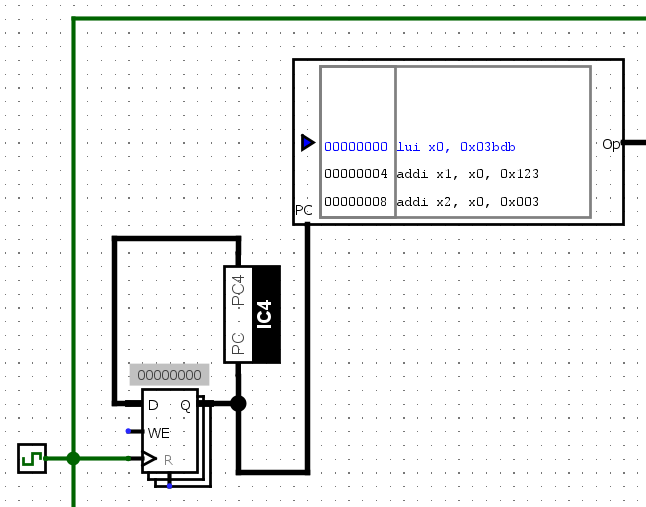 00000000 lui x0, 0x03bdb
Op
00000004 addi x1, x0, 0x123
00000008 addi x2, x0, 0x003
PC
PC4
IC4
PC
00000000
D Q
WE
R